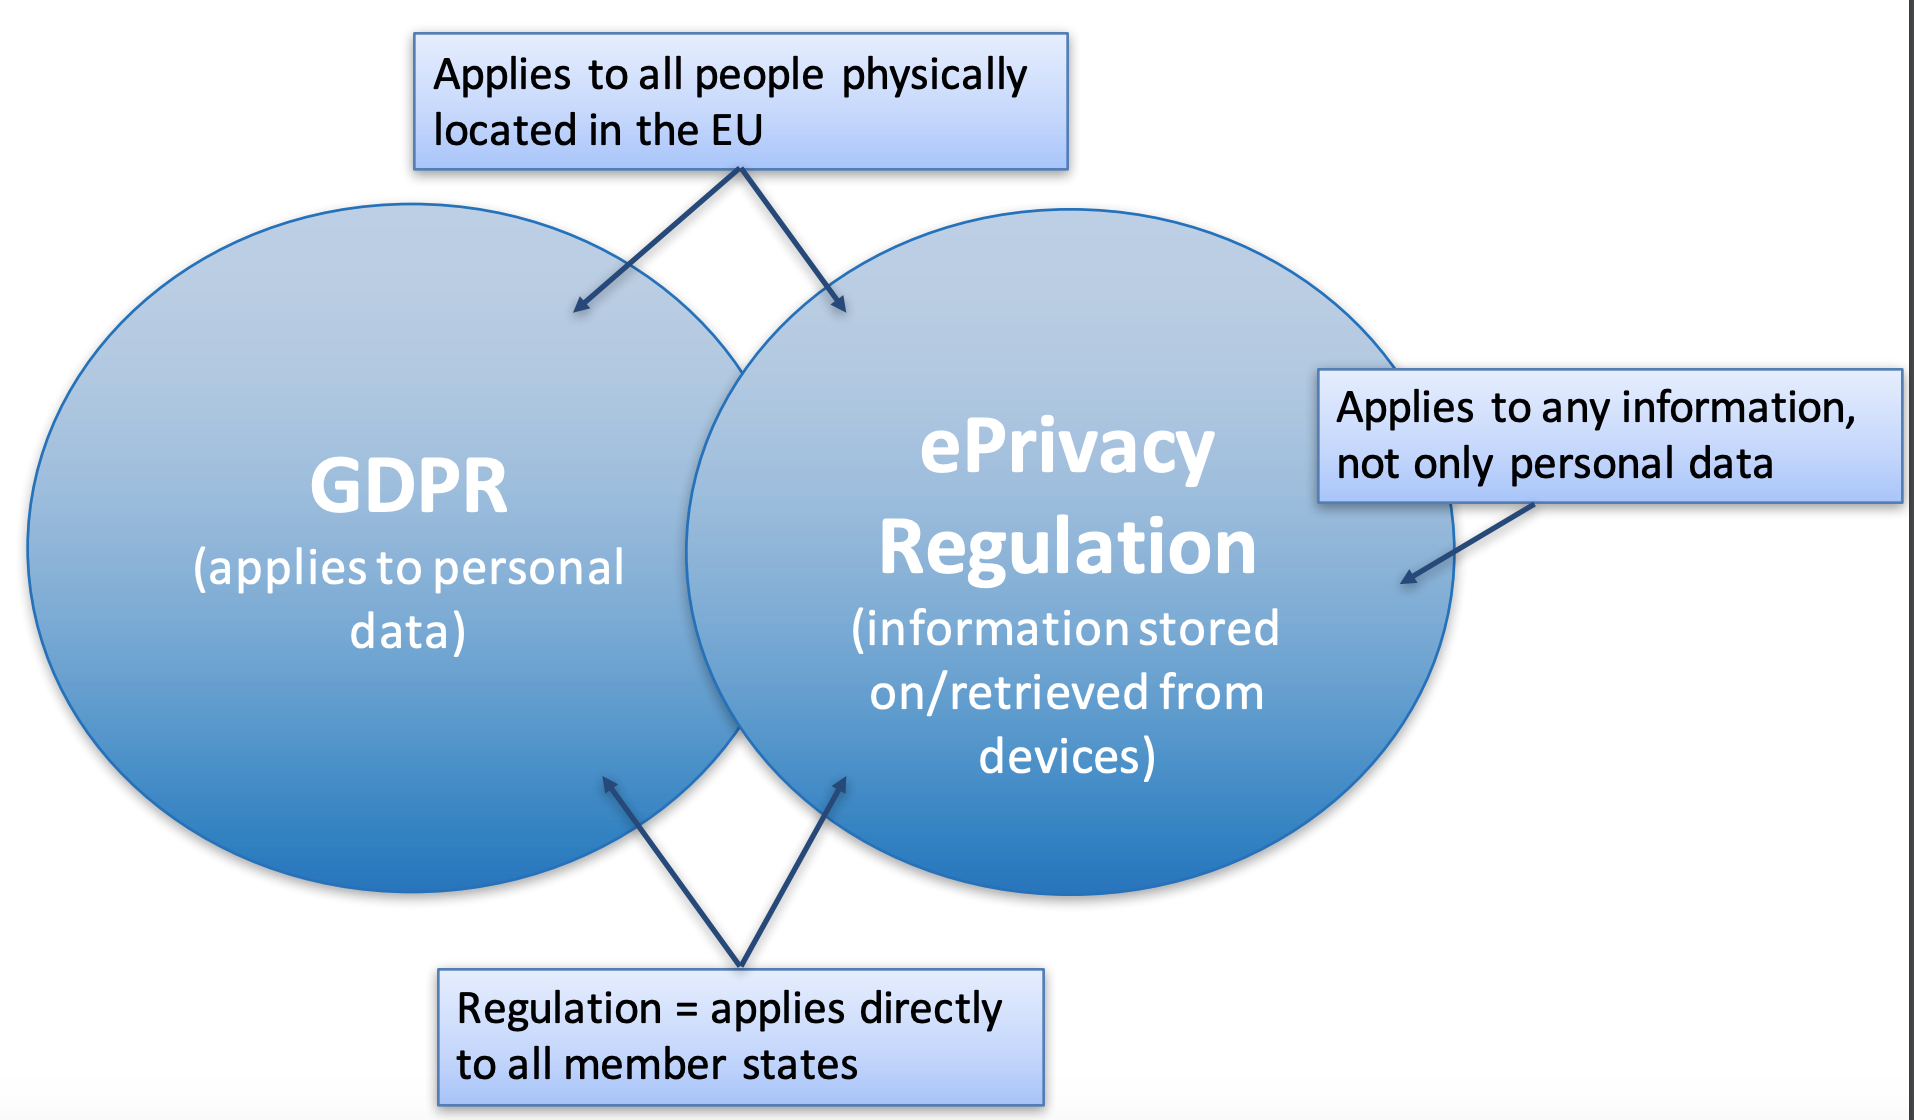 Applies to all people physically
located in the EU
GDPR
(applies to personal
data)
ePrivacy
Regulation
(information stored
on/retrieved from
devices)
Applies to any information,
not only personal data
Regulation = applies directly
to all member states